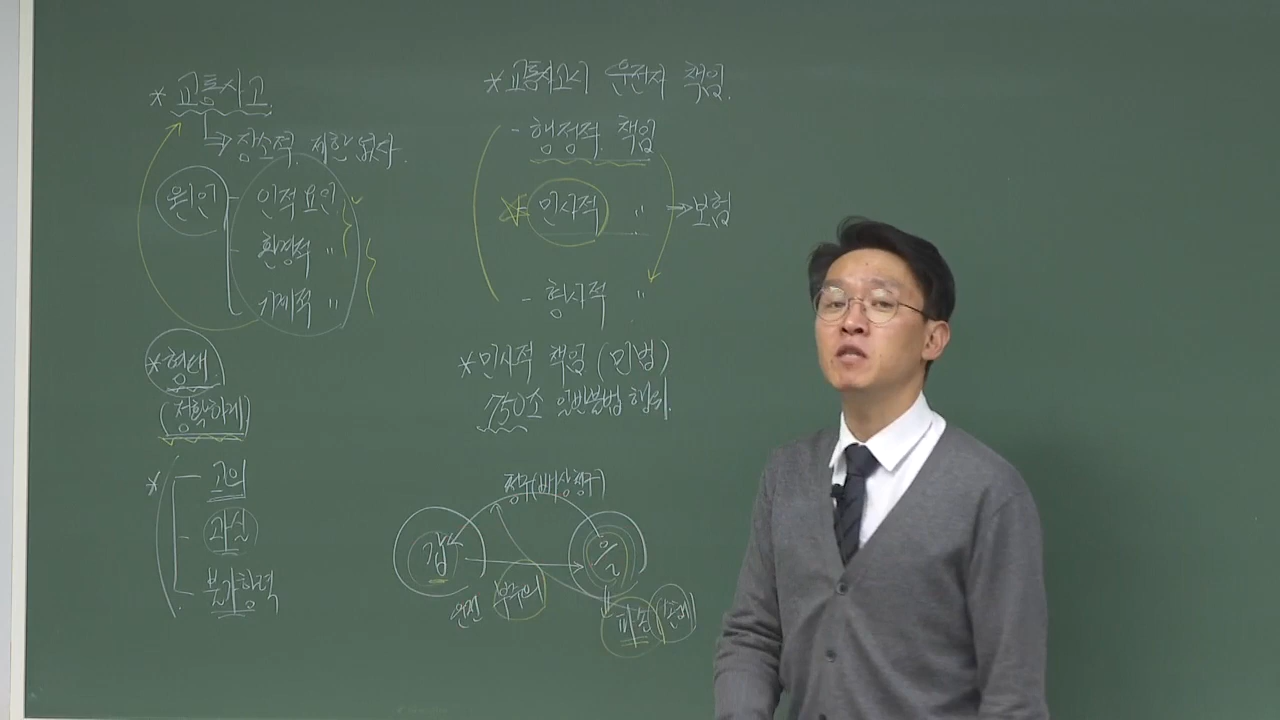 * 교통사고
⇒ 장소적 제한 없다.
원인 - 인적 요인
- 환경적 "
- 기계적 "
* 형태
(정확하게)
* 고의
- 과실
불가항력
* 교통사고시 운전자 책임.
- 행정적 책임
민사적 " ⇒ 보험
- 형사적 "
* 민사적 책임 (민법)
750조 일반불법 행위.
청구(배상청구)
갑 을
운전 부주의
파손 (손해)